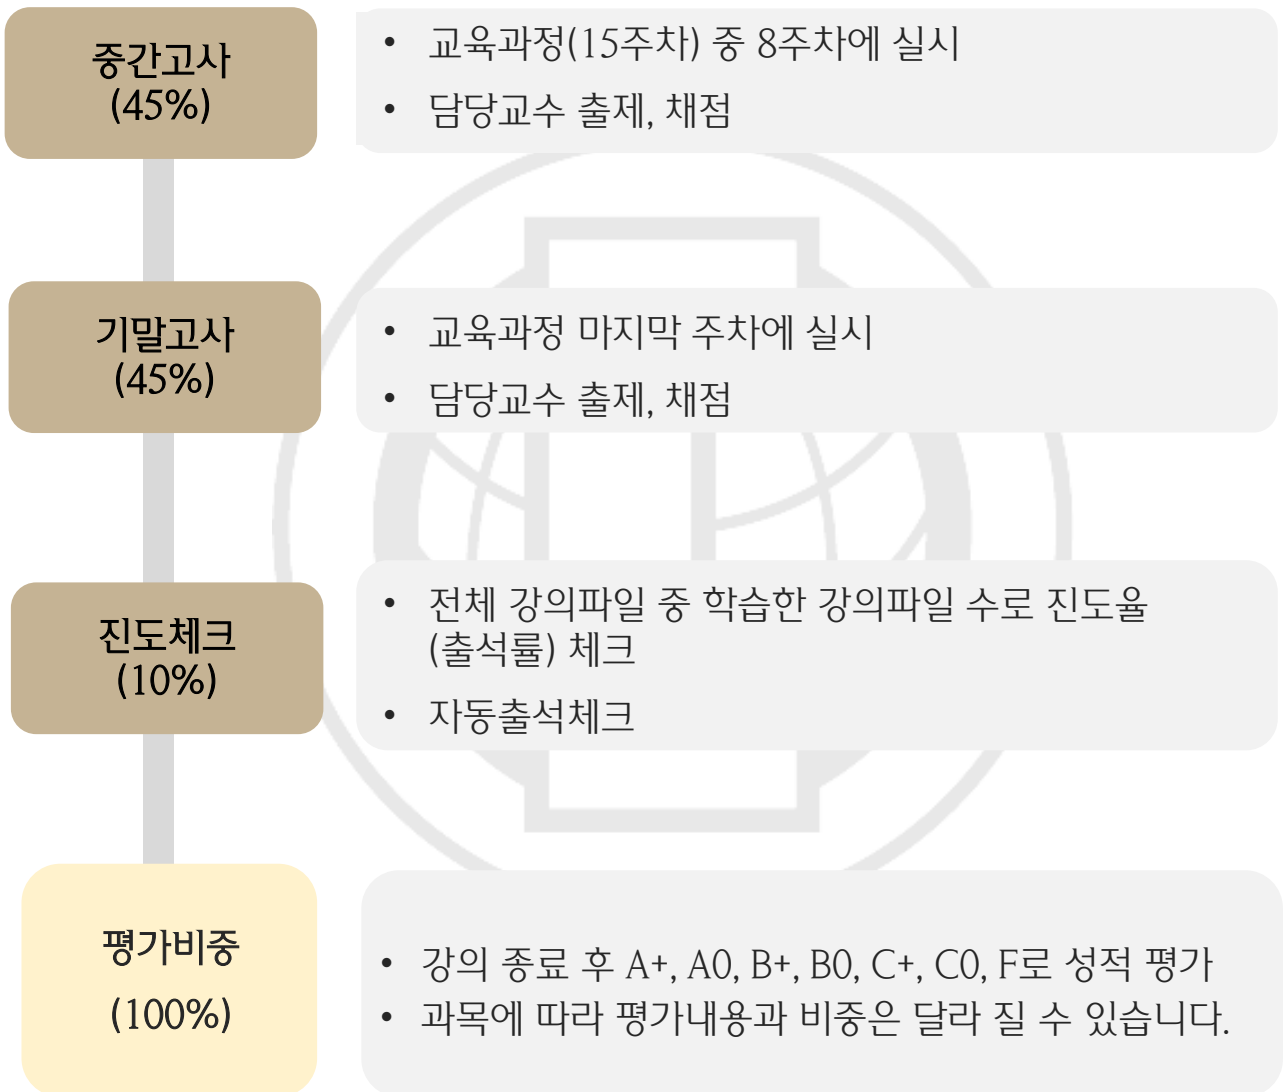 중간고사
(45%)
• 교육과정(15주차) 중 8주차에 실시
• 담당교수 출제, 채점
기말고사
(45%)
• 교육과정 마지막 주차에 실시
• 담당교수 출제, 채점
진도체크
(10%)
• 전체 강의파일 중 학습한 강의파일 수로 진도율
(출석률) 체크
• 자동출석체크
평가비중
(100%)
• 강의 종료 후 A+, A0, B+, B0, C+, C0, F로 성적 평가
• 과목에 따라 평가내용과 비중은 달라 질 수 있습니다.